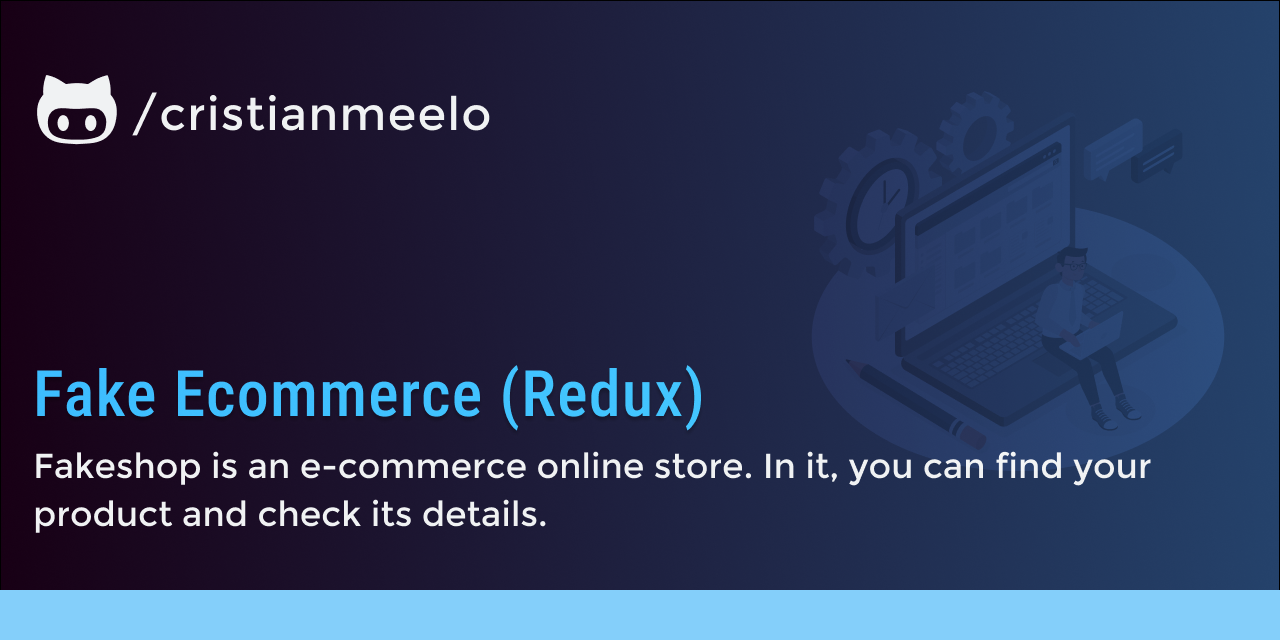 /cristianmeelo
Fake Ecommerce (Redux)
Fakeshop is an e-commerce online store. In it, you can find your
product and check its details.